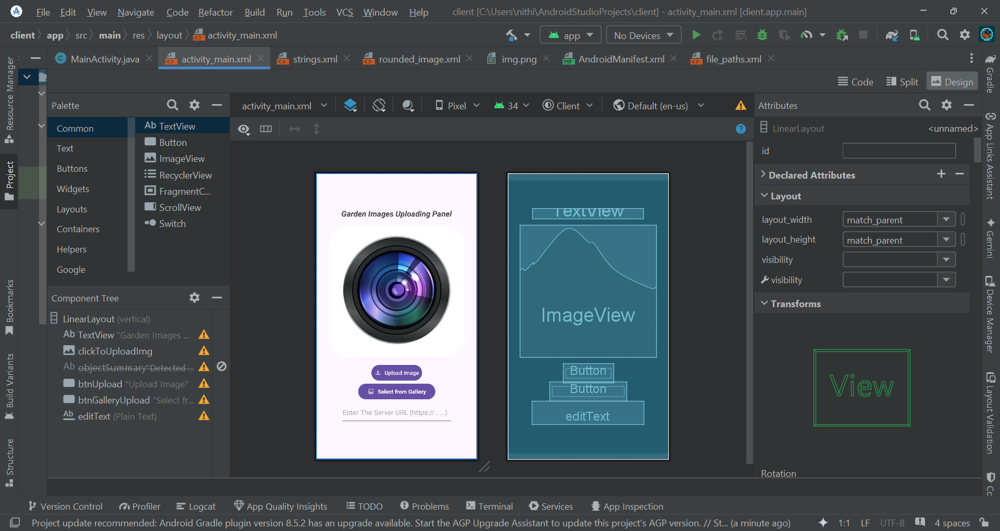 File Edit View Navigate Code Refactor Build Run Tools VCS Window Help client [C:\Users\nithi\AndroidStudioProjects\client] - activity_main.xml [client.app.main]
client app src main res layout activity_main.xml app No Devices
MainActivity.java activity_main.xml strings.xml rounded_image.xml img.png AndroidManifest.xml file_paths.xml
Code Split Design
Resource Manager
Project
Bookmarks
Build Variants
Structure
Palette
Common
Text
Buttons
Widgets
Layouts
Containers
Helpers
Google
Ab TextView
Button
ImageView
RecyclerView
FragmentC...
ScrollView
Switch
Component Tree
LinearLayout (vertical)
Ab TextView "Garden Images ...
clickToUploadImg
Ab objectSummary "Detected ...
btnUpload "Upload Image"
btnGalleryUpload "Select fr...
Ab editText (Plain Text)
activity_main.xml Pixel 34 Client Default (en-us)
Garden Images Uploading Panel
Upload Image
Select from Gallery
Enter The Server URL (https://......)
TextView
ImageView
Button
Button
editText
Attributes
LinearLayout <unnamed>
id
Declared Attributes
Layout
layout_width match_parent
layout_height match_parent
visibility
visibility
Transforms
View
Rotation
Gradle
App Links Assistant
Gemini
Device Manager
Layout Validation
Version Control Profiler Logcat App Quality Insights TODO Problems Terminal Services App Inspection
Project update recommended: Android Gradle plugin version 8.5.2 has an upgrade available. Start the AGP Upgrade Assistant to update this project's AGP version. // St... (a minute ago) 1:1 LF UTF-8 4 spaces